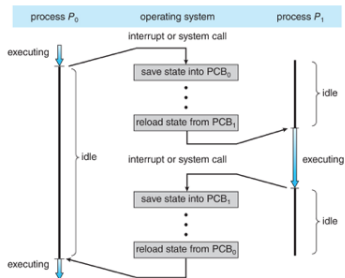 process P0 operating system process P1
interrupt or system call
executing
save state into PCB0
idle
reload state from PCB1
idle
interrupt or system call
executing
save state into PCB1
idle
reload state from PCB0
executing